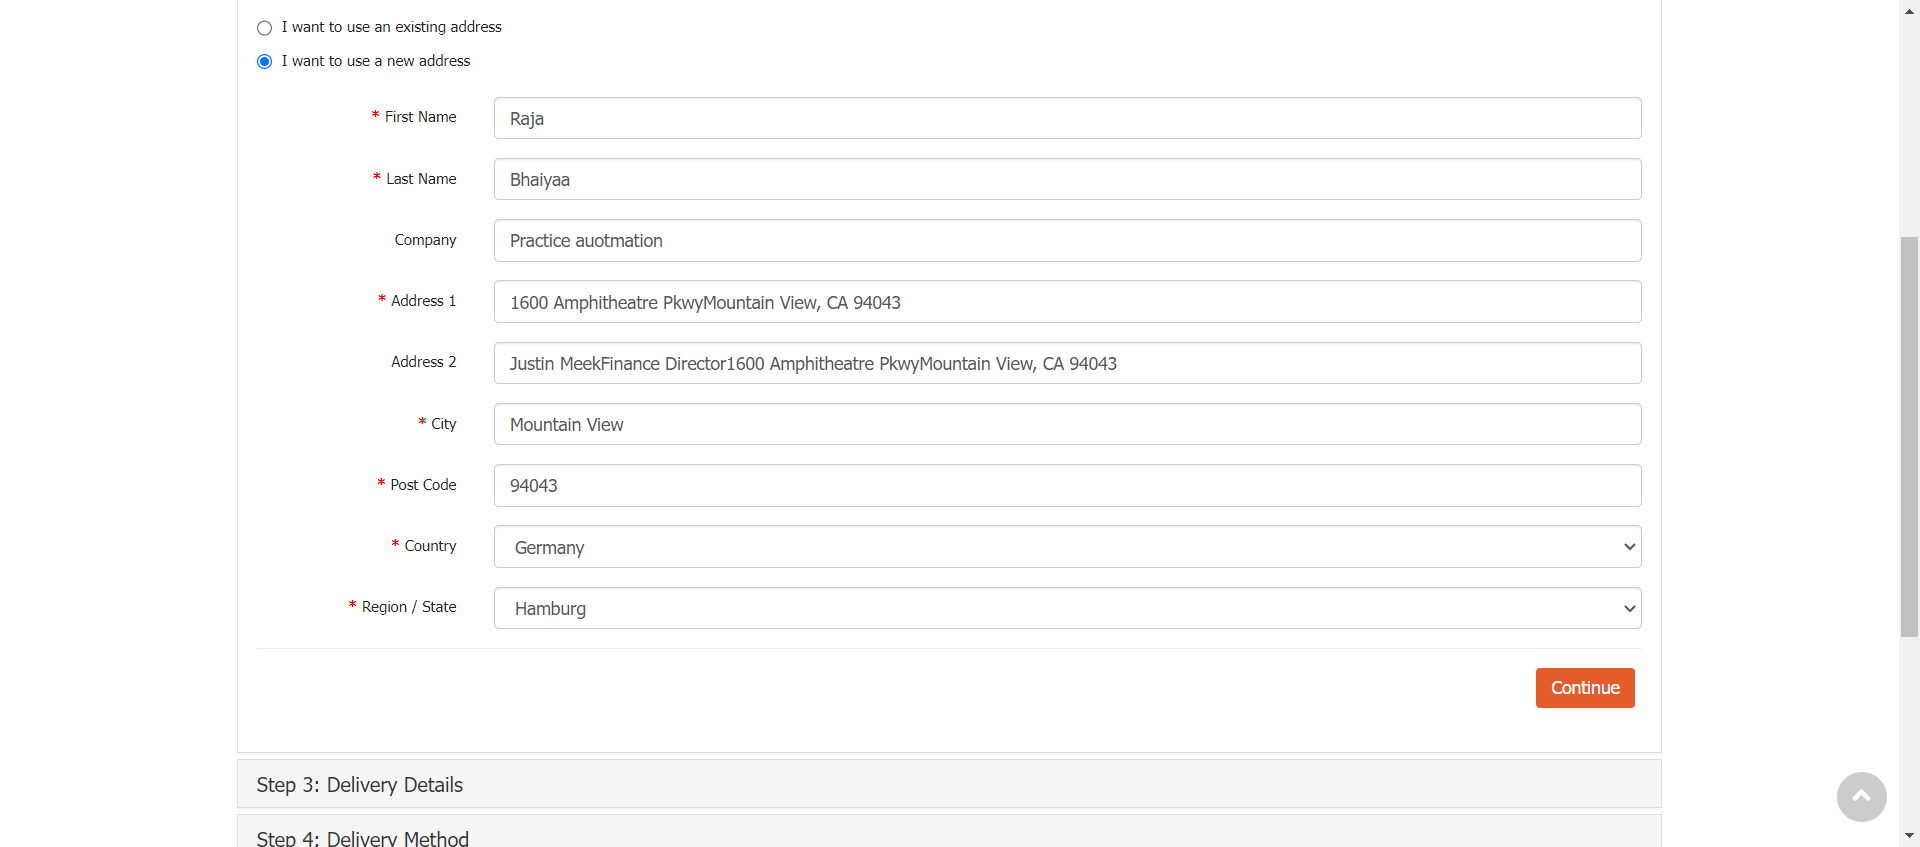 I want to use an existing address
I want to use a new address
* First Name
Raja
* Last Name
Bhaiyaa
Company
Practice auotmation
* Address 1
1600 Amphitheatre PkwyMountain View, CA 94043
Address 2
Justin MeekFinance Director1600 Amphitheatre PkwyMountain View, CA 94043
* City
Mountain View
* Post Code
94043
* Country
Germany
* Region / State
Hamburg
Continue
Step 3: Delivery Details
Step 4: Delivery Method